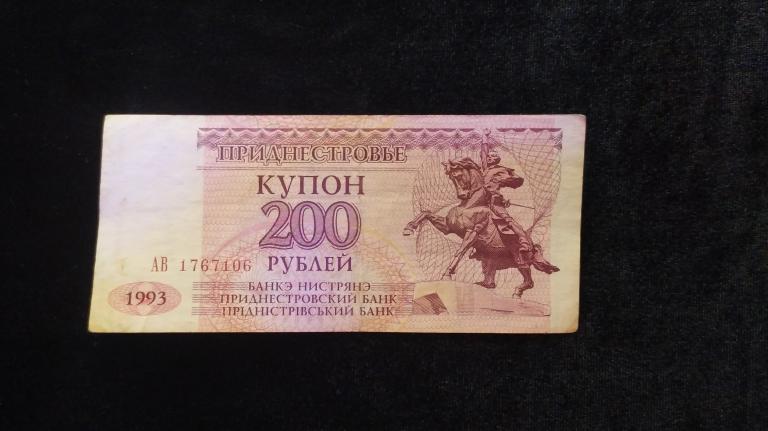 ПРИДНЕСТРОВЬЕ
КУПОН
200
РУБЛЕЙ
АВ 1767106
1993
БАНКЭ НИСТРЯНЭ
ПРИДНЕСТРОВСКИЙ БАНК
ПРІДНІСТРІВСЬКИЙ БАНК